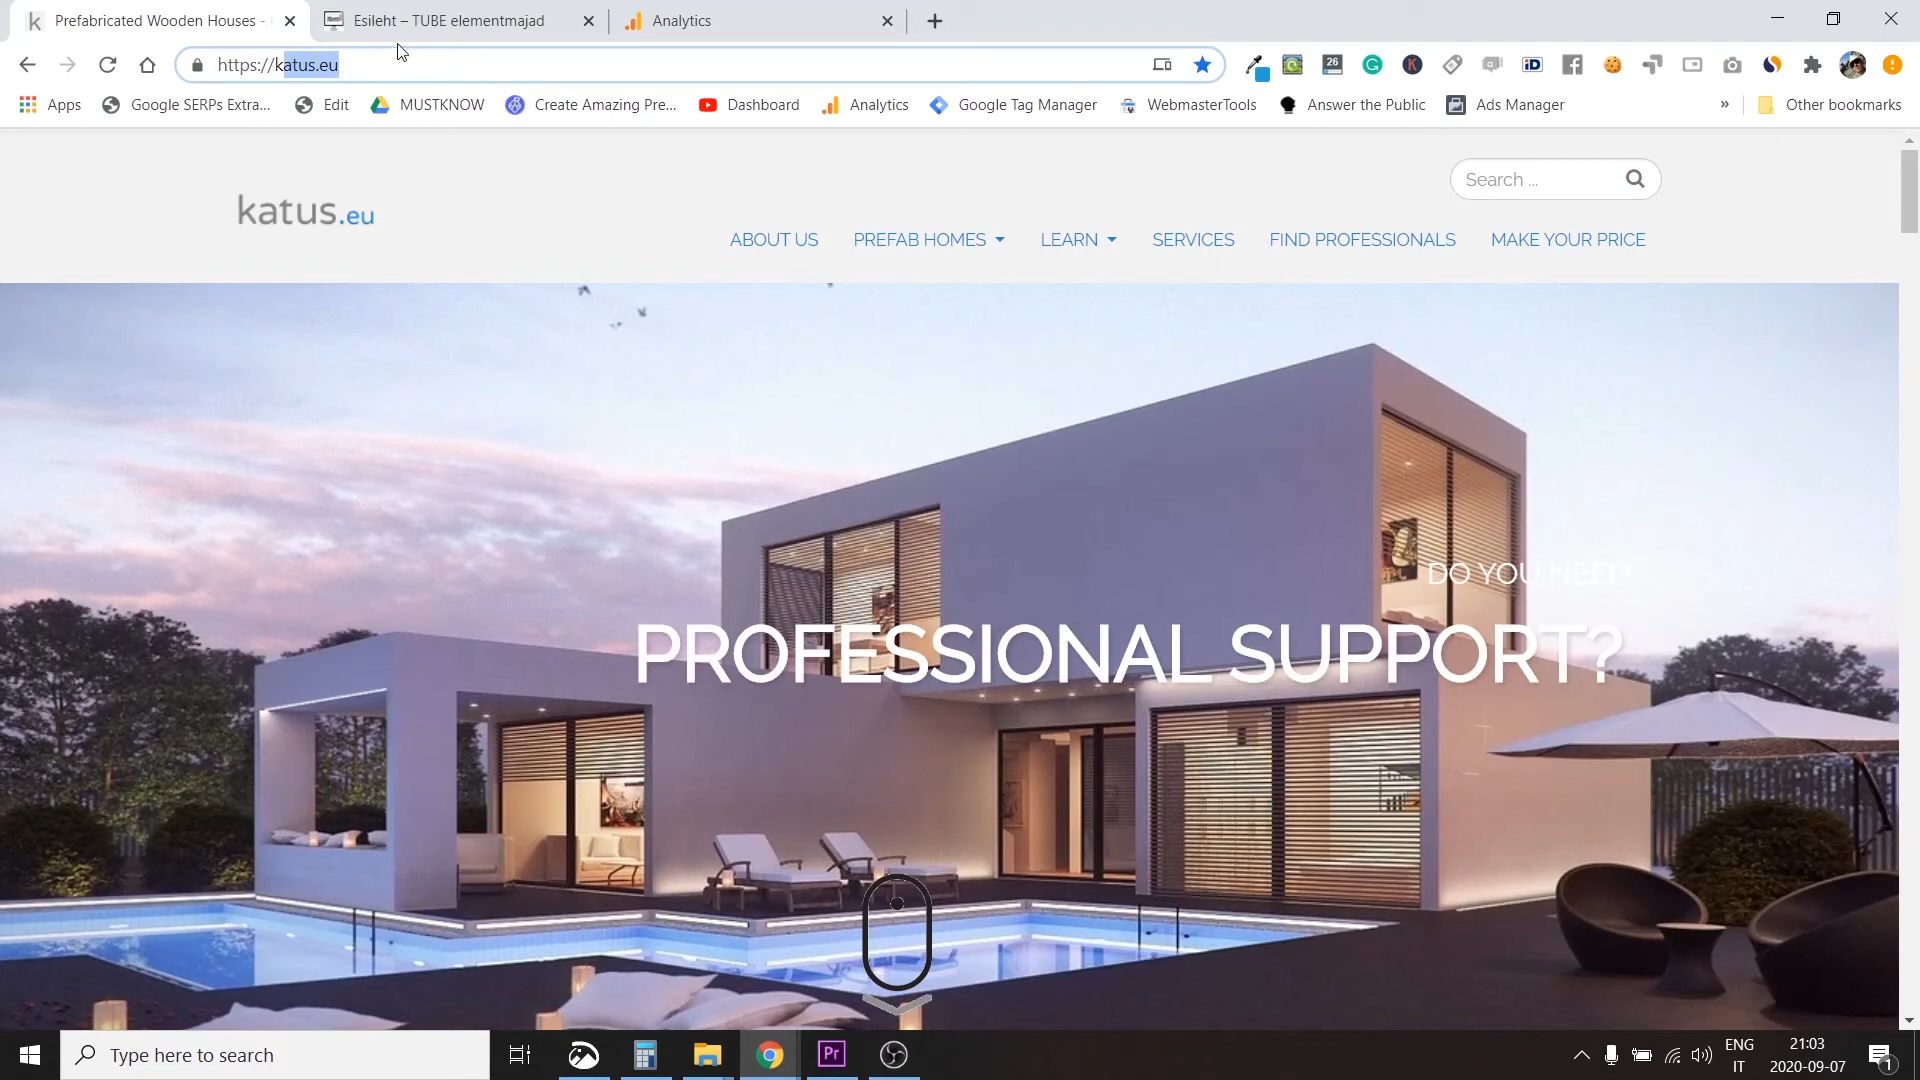 Prefabricated Wooden Houses -
Esileht – TUBE elementmajad
Analytics
https://katus.eu
Apps
Google SERPs Extra...
Edit
MUSTKNOW
Create Amazing Pre...
Dashboard
Analytics
Google Tag Manager
WebmasterTools
Answer the Public
Ads Manager
»
Other bookmarks
katus.eu
Search ...
ABOUT US
PREFAB HOMES
LEARN
SERVICES
FIND PROFESSIONALS
MAKE YOUR PRICE
DO YOU NEED
PROFESSIONAL SUPPORT?
Type here to search
Pr
ENG
IT
21:03
2020-09-07
1